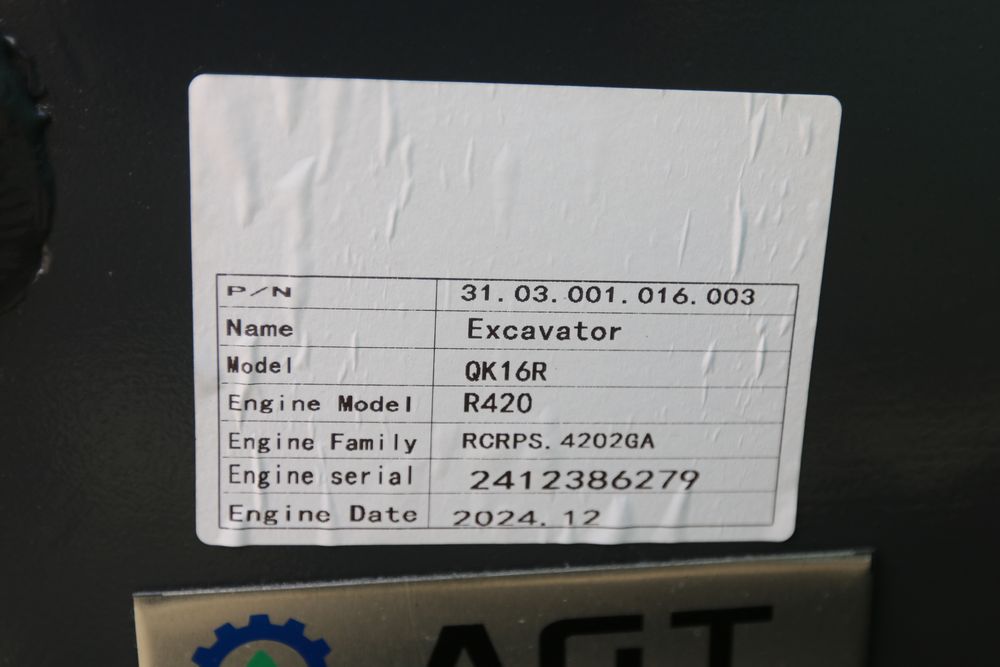 P/N 31.03.001.016.003
Name Excavator
Model QK16R
Engine Model R420
Engine Family RCRPS.4202GA
Engine serial 2412386279
Engine Date 2024.12
AGT